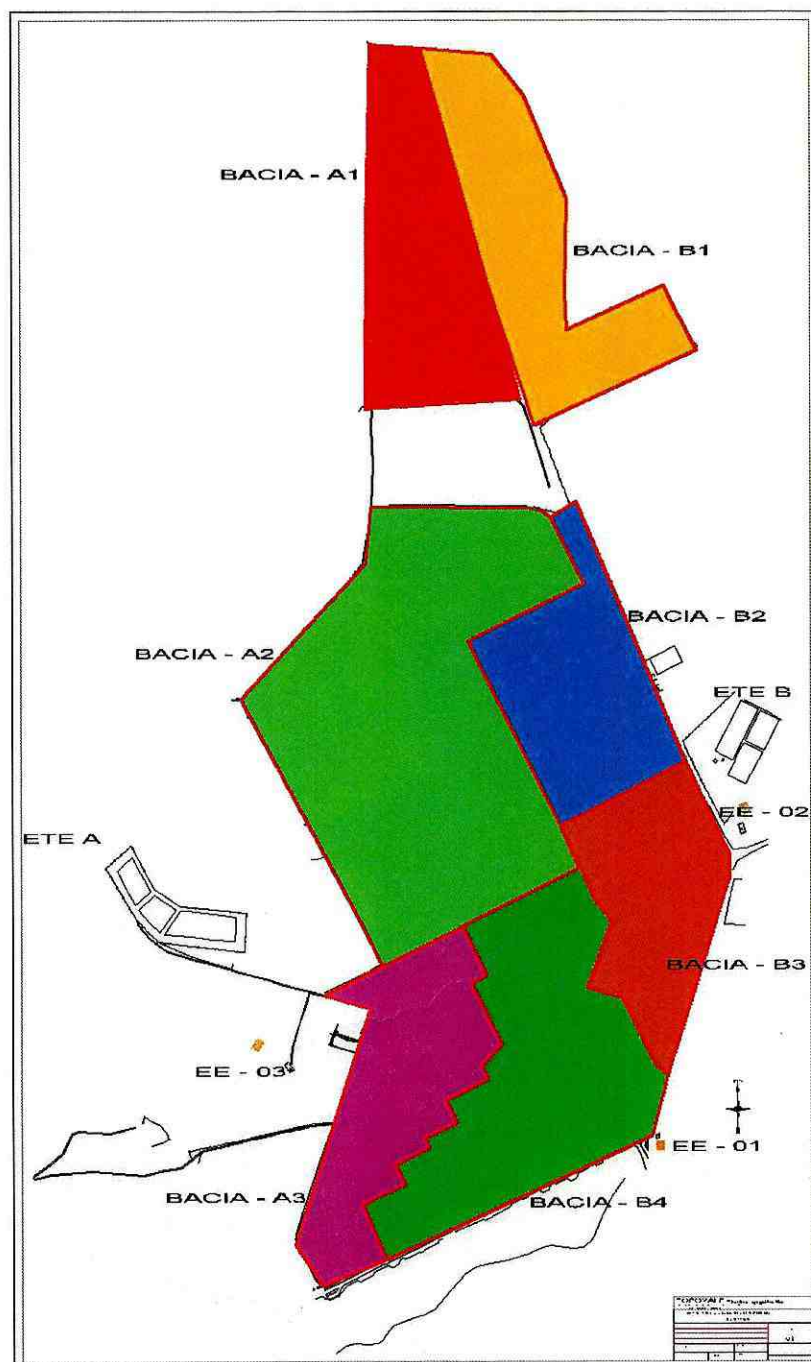 BACIA - A1
BACIA - B1
BACIA - B2
BACIA - A2
ETE B
EE - 02
ETE A
BACIA - B3
EE - 03
EE - 01
BACIA - A3
BACIA - B4